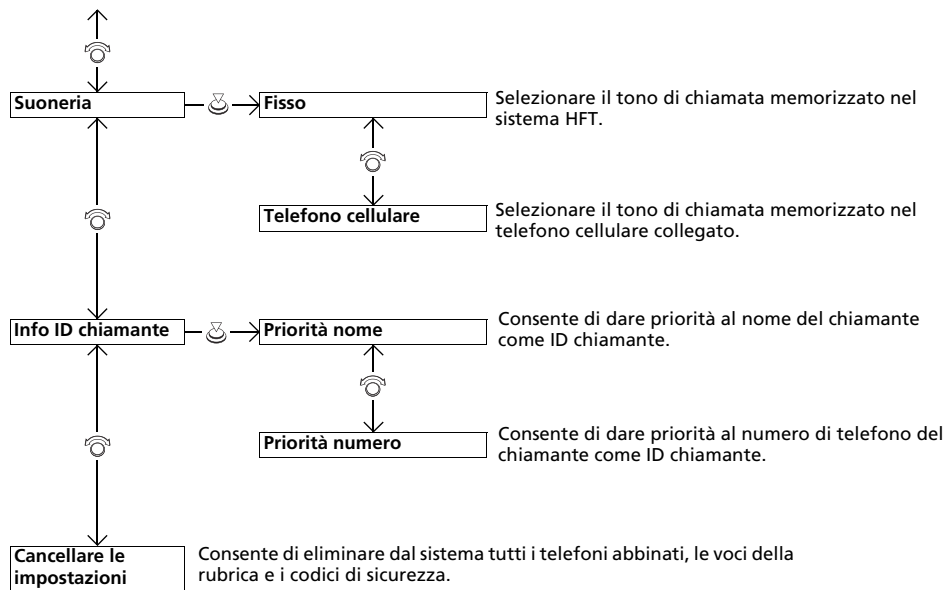 Suoneria
Fisso
Selezionare il tono di chiamata memorizzato nel
sistema HFT.
Telefono cellulare
Selezionare il tono di chiamata memorizzato nel
telefono cellulare collegato.
Info ID chiamante
Priorità nome
Consente di dare priorità al nome del chiamante
come ID chiamante.
Priorità numero
Consente di dare priorità al numero di telefono del
chiamante come ID chiamante.
Cancellare le
impostazioni
Consente di eliminare dal sistema tutti i telefoni abbinati, le voci della
rubrica e i codici di sicurezza.